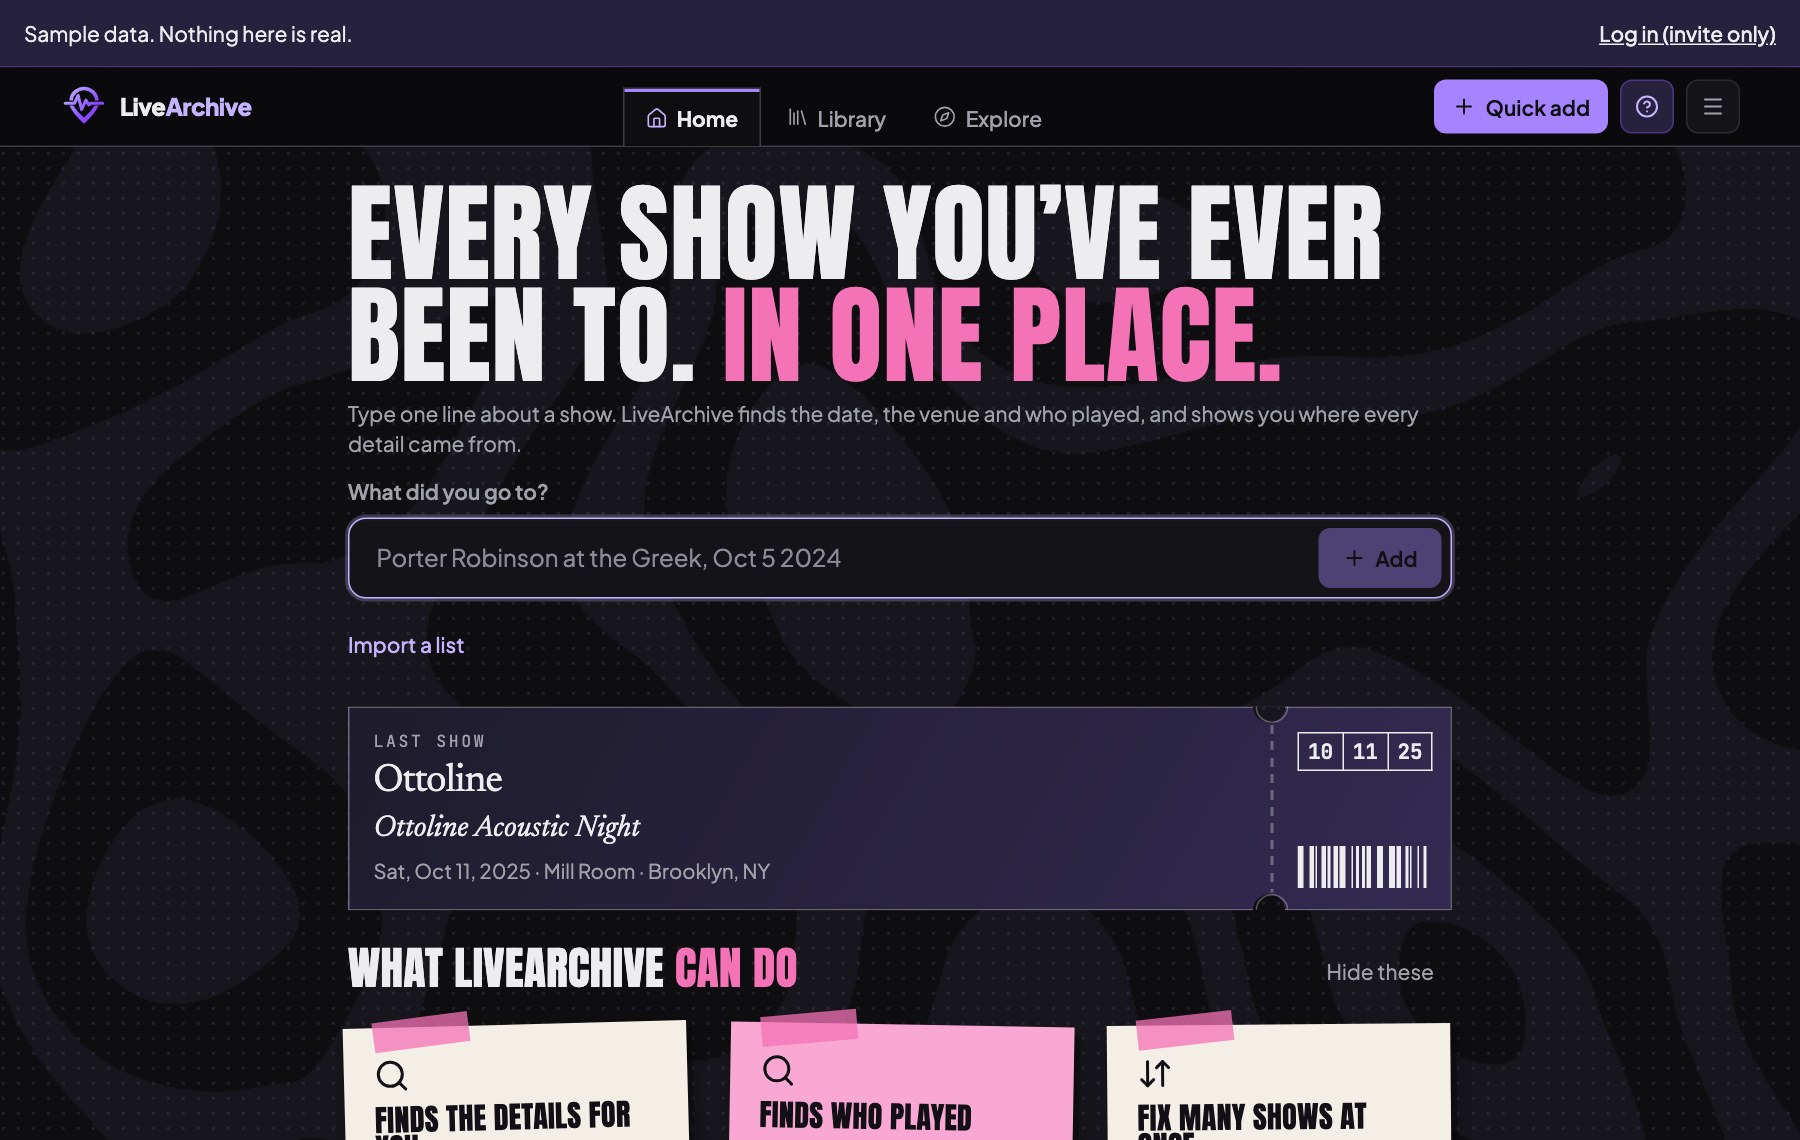 Sample data. Nothing here is real.
Log in (invite only)
LiveArchive
Home
Library
Explore
Quick add
EVERY SHOW YOU’VE EVER
BEEN TO. IN ONE PLACE.
Type one line about a show. LiveArchive finds the date, the venue and who played, and shows you where every
detail came from.
What did you go to?
Porter Robinson at the Greek, Oct 5 2024
Add
Import a list
LAST SHOW
Ottoline
Ottoline Acoustic Night
Sat, Oct 11, 2025 · Mill Room · Brooklyn, NY
10 11 25
WHAT LIVEARCHIVE CAN DO
Hide these
FINDS THE DETAILS FOR
YOU
FINDS WHO PLAYED
FIX MANY SHOWS AT
ONCE